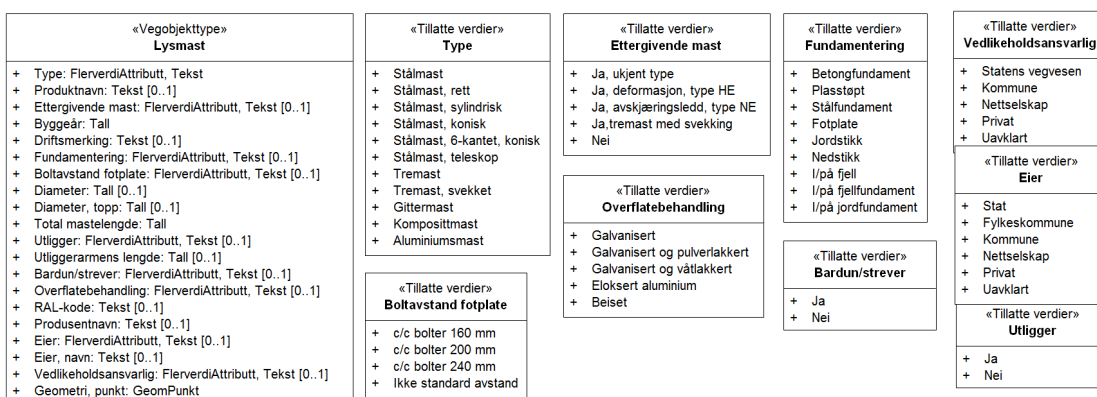 «Vegobjekttype»
Lysmast
+ Type: FlerverdiAttributt, Tekst
+ Produktnavn: Tekst [0..1]
+ Ettergivende mast: FlerverdiAttributt, Tekst [0..1]
+ Byggeår: Tall
+ Driftsmerking: Tekst [0..1]
+ Fundamentering: FlerverdiAttributt, Tekst [0..1]
+ Boltavstand fotplate: FlerverdiAttributt, Tekst [0..1]
+ Diameter: Tall [0..1]
+ Diameter, topp: Tall [0..1]
+ Total mastelengde: Tall
+ Utligger: FlerverdiAttributt, Tekst [0..1]
+ Utliggerarmens lengde: Tall [0..1]
+ Bardun/strever: FlerverdiAttributt, Tekst [0..1]
+ Overflatebehandling: FlerverdiAttributt, Tekst [0..1]
+ RAL-kode: Tekst [0..1]
+ Produsentnavn: Tekst [0..1]
+ Eier: FlerverdiAttributt, Tekst [0..1]
+ Eier, navn: Tekst [0..1]
+ Vedlikeholdsansvarlig: FlerverdiAttributt, Tekst [0..1]
+ Geometri, punkt: GeomPunkt
«Tillatte verdier»
Type
+ Stålmast
+ Stålmast, rett
+ Stålmast, sylindrisk
+ Stålmast, konisk
+ Stålmast, 6-kantet, konisk
+ Stålmast, teleskop
+ Tremast
+ Tremast, svekket
+ Gittermast
+ Komposittmast
+ Aluminiumsmast
«Tillatte verdier»
Boltavstand fotplate
+ c/c bolter 160 mm
+ c/c bolter 200 mm
+ c/c bolter 240 mm
+ Ikke standard avstand
«Tillatte verdier»
Ettergivende mast
+ Ja, ukjent type
+ Ja, deformasjon, type HE
+ Ja, avskjæringsledd, type NE
+ Ja,tremast med svekking
+ Nei
«Tillatte verdier»
Overflatebehandling
+ Galvanisert
+ Galvanisert og pulverlakkert
+ Galvanisert og våtlakkert
+ Eloksert aluminium
+ Beiset
«Tillatte verdier»
Fundamentering
+ Betongfundament
+ Plasstøpt
+ Stålfundament
+ Fotplate
+ Jordstikk
+ Nedstikk
+ I/på fjell
+ I/på fjellfundament
+ I/på jordfundament
«Tillatte verdier»
Bardun/strever
+ Ja
+ Nei
«Tillatte verdier»
Vedlikeholdsansvarlig
+ Statens vegvesen
+ Kommune
+ Nettselskap
+ Privat
+ Uavklart
«Tillatte verdier»
Eier
+ Stat
+ Fylkeskommune
+ Kommune
+ Nettselskap
+ Privat
+ Uavklart
«Tillatte verdier»
Utligger
+ Ja
+ Nei